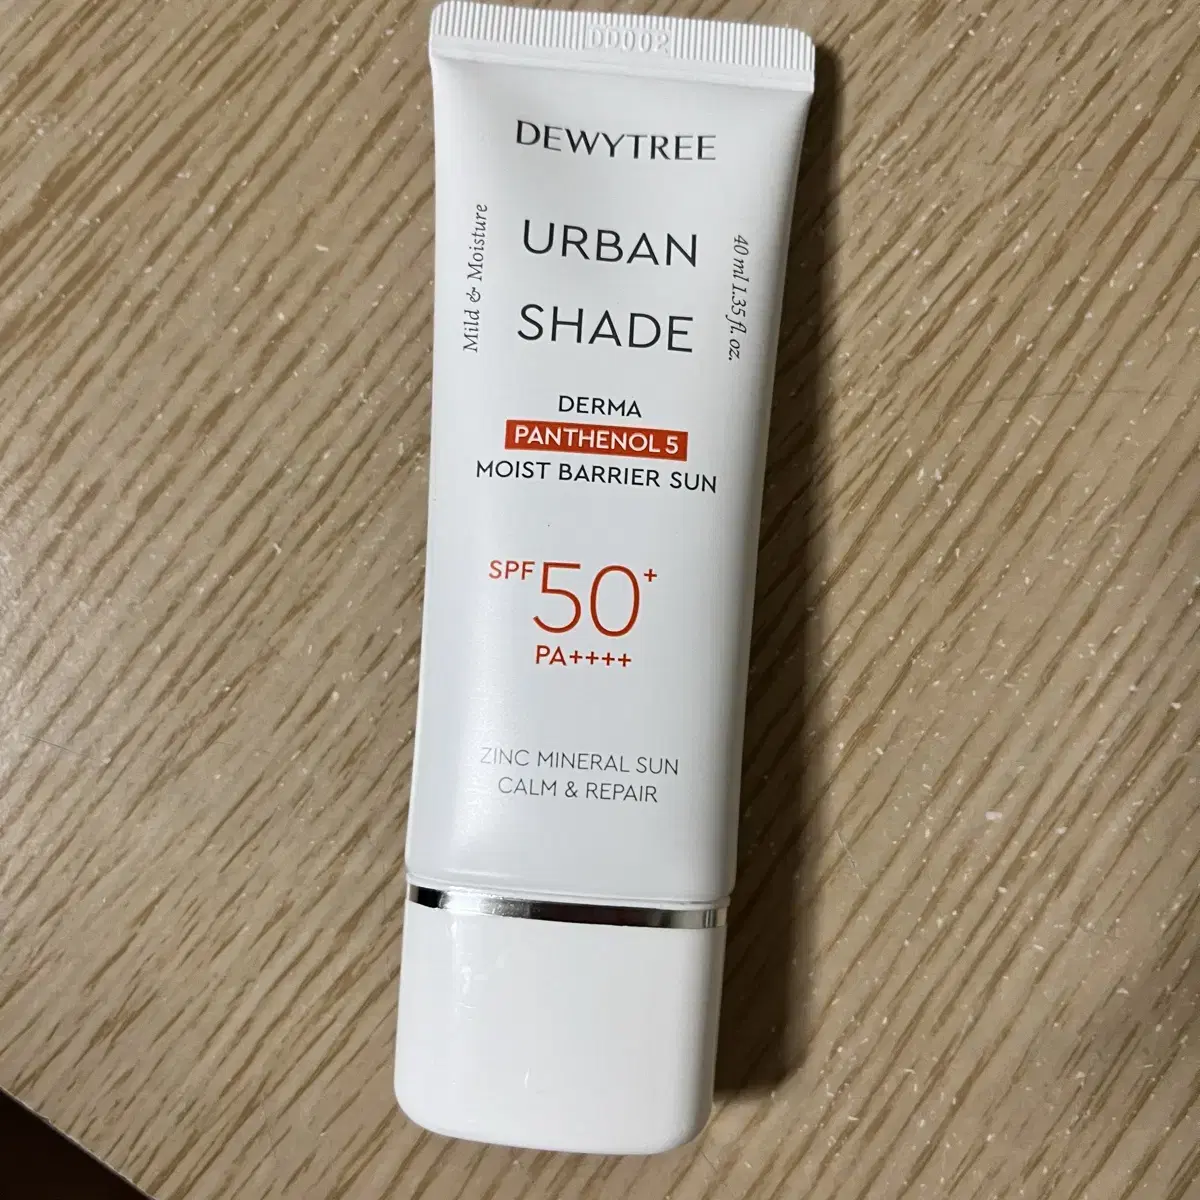 00002
DEWYTREE
URBAN
SHADE
Mild & Moisture
40 ml 1.35 fl. oz.
DERMA
PANTHENOL 5
MOIST BARRIER SUN
SPF 50+
PA++++
ZINC MINERAL SUN
CALM & REPAIR